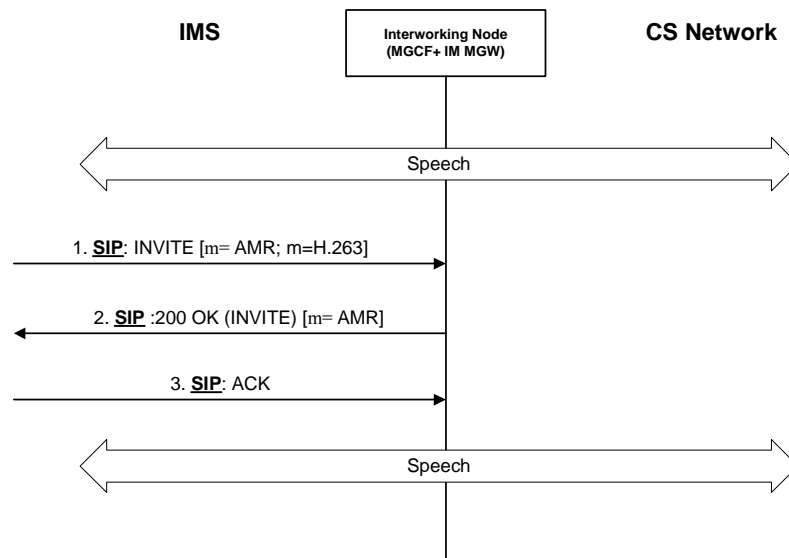 IMS
Interworking Node
(MGCF+ IM MGW)
CS Network
Speech
1. SIP: INVITE [m= AMR; m=H.263]
2. SIP :200 OK (INVITE) [m= AMR]
3. SIP: ACK
Speech